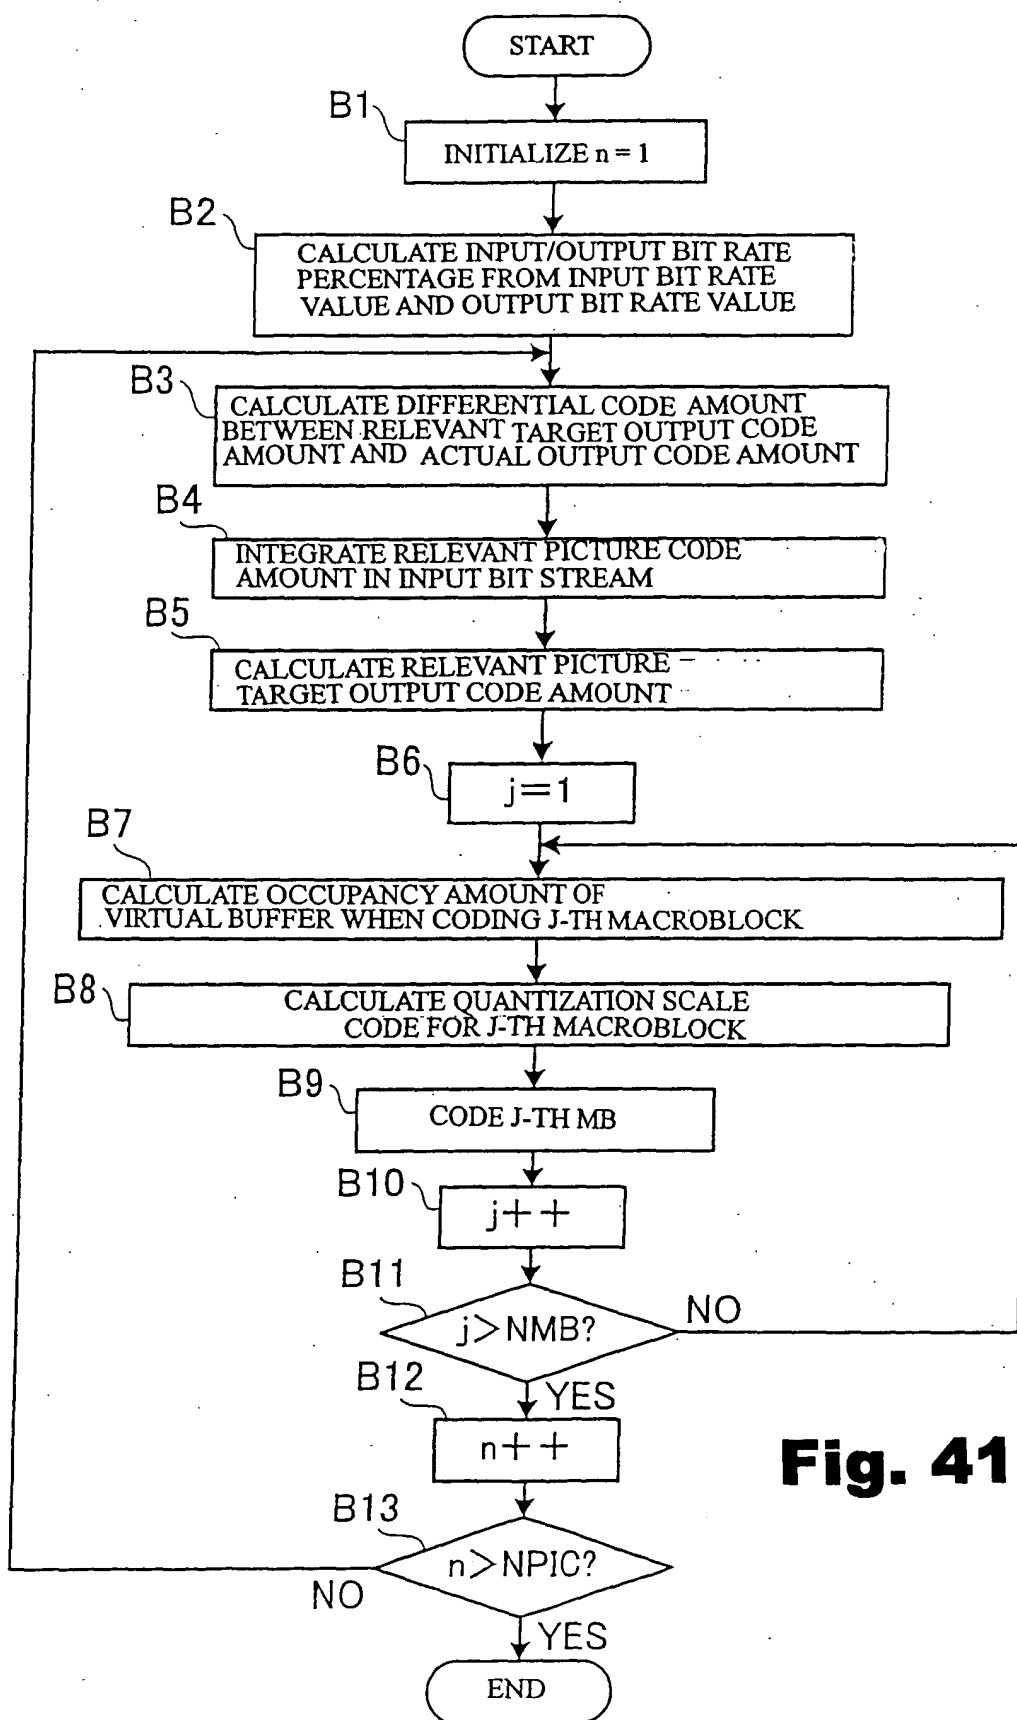 START
B1
INITIALIZE n = 1
B2
CALCULATE INPUT/OUTPUT BIT RATE
PERCENTAGE FROM INPUT BIT RATE
VALUE AND OUTPUT BIT RATE VALUE
B3
CALCULATE DIFFERENTIAL CODE AMOUNT
BETWEEN RELEVANT TARGET OUTPUT CODE
AMOUNT AND ACTUAL OUTPUT CODE AMOUNT
B4
INTEGRATE RELEVANT PICTURE CODE
AMOUNT IN INPUT BIT STREAM
B5
CALCULATE RELEVANT PICTURE
TARGET OUTPUT CODE AMOUNT
B6
j=1
B7
CALCULATE OCCUPANCY AMOUNT OF
VIRTUAL BUFFER WHEN CODING J-TH MACROBLOCK
B8
CALCULATE QUANTIZATION SCALE
CODE FOR J-TH MACROBLOCK
B9
CODE J-TH MB
B10
j++
B11
j>NMB?
NO
YES
B12
n++
Fig. 41
B13
n>NPIC?
NO
YES
END